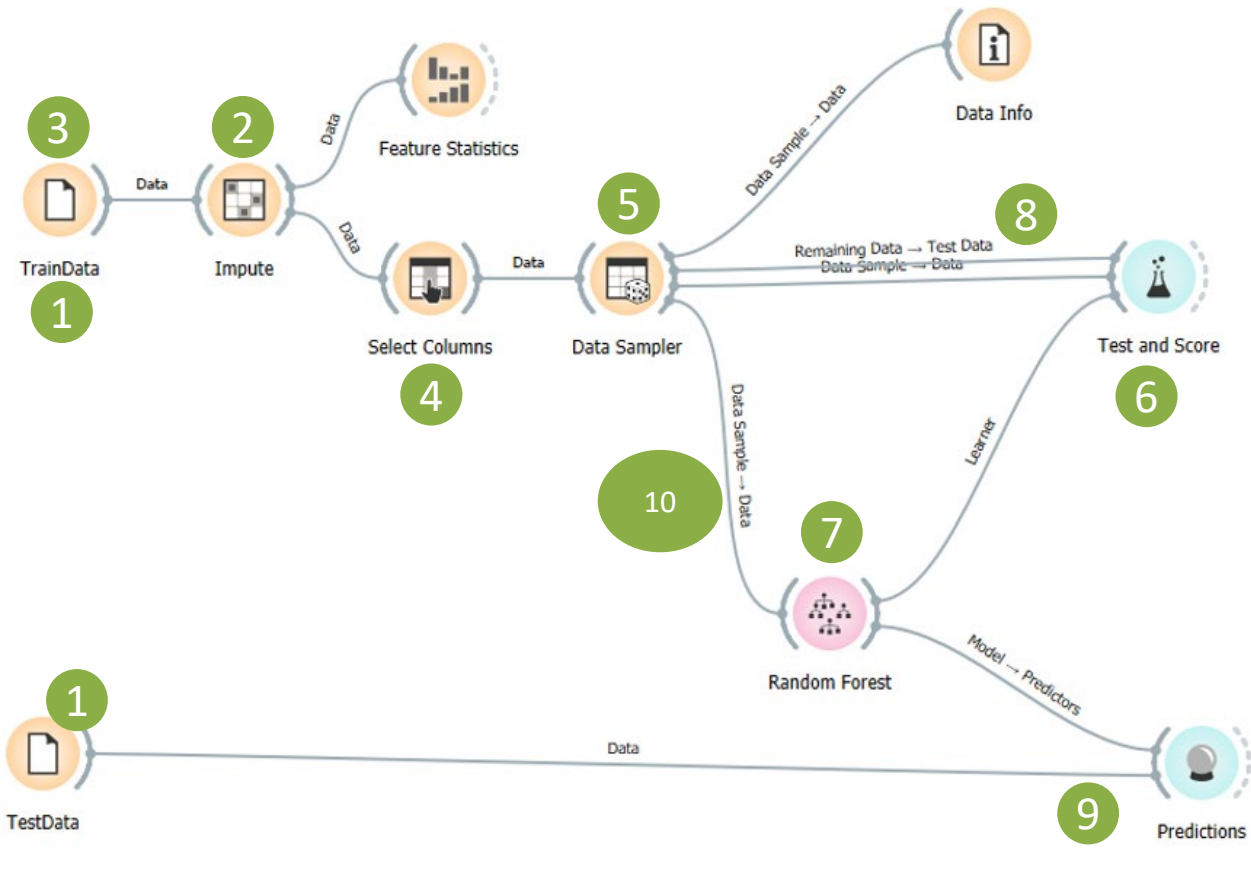 Data Info
Feature Statistics
3
2
Data
Data Sample → Data
Data
TrainData
Impute
1
Data
Select Columns
4
Data
5
Data Sampler
8
Remaining Data → Test Data
Data Sample → Data
Test and Score
6
Data Sample → Data
10
Learner
7
Random Forest
Model → Predictors
1
TestData
Data
9
Predictions